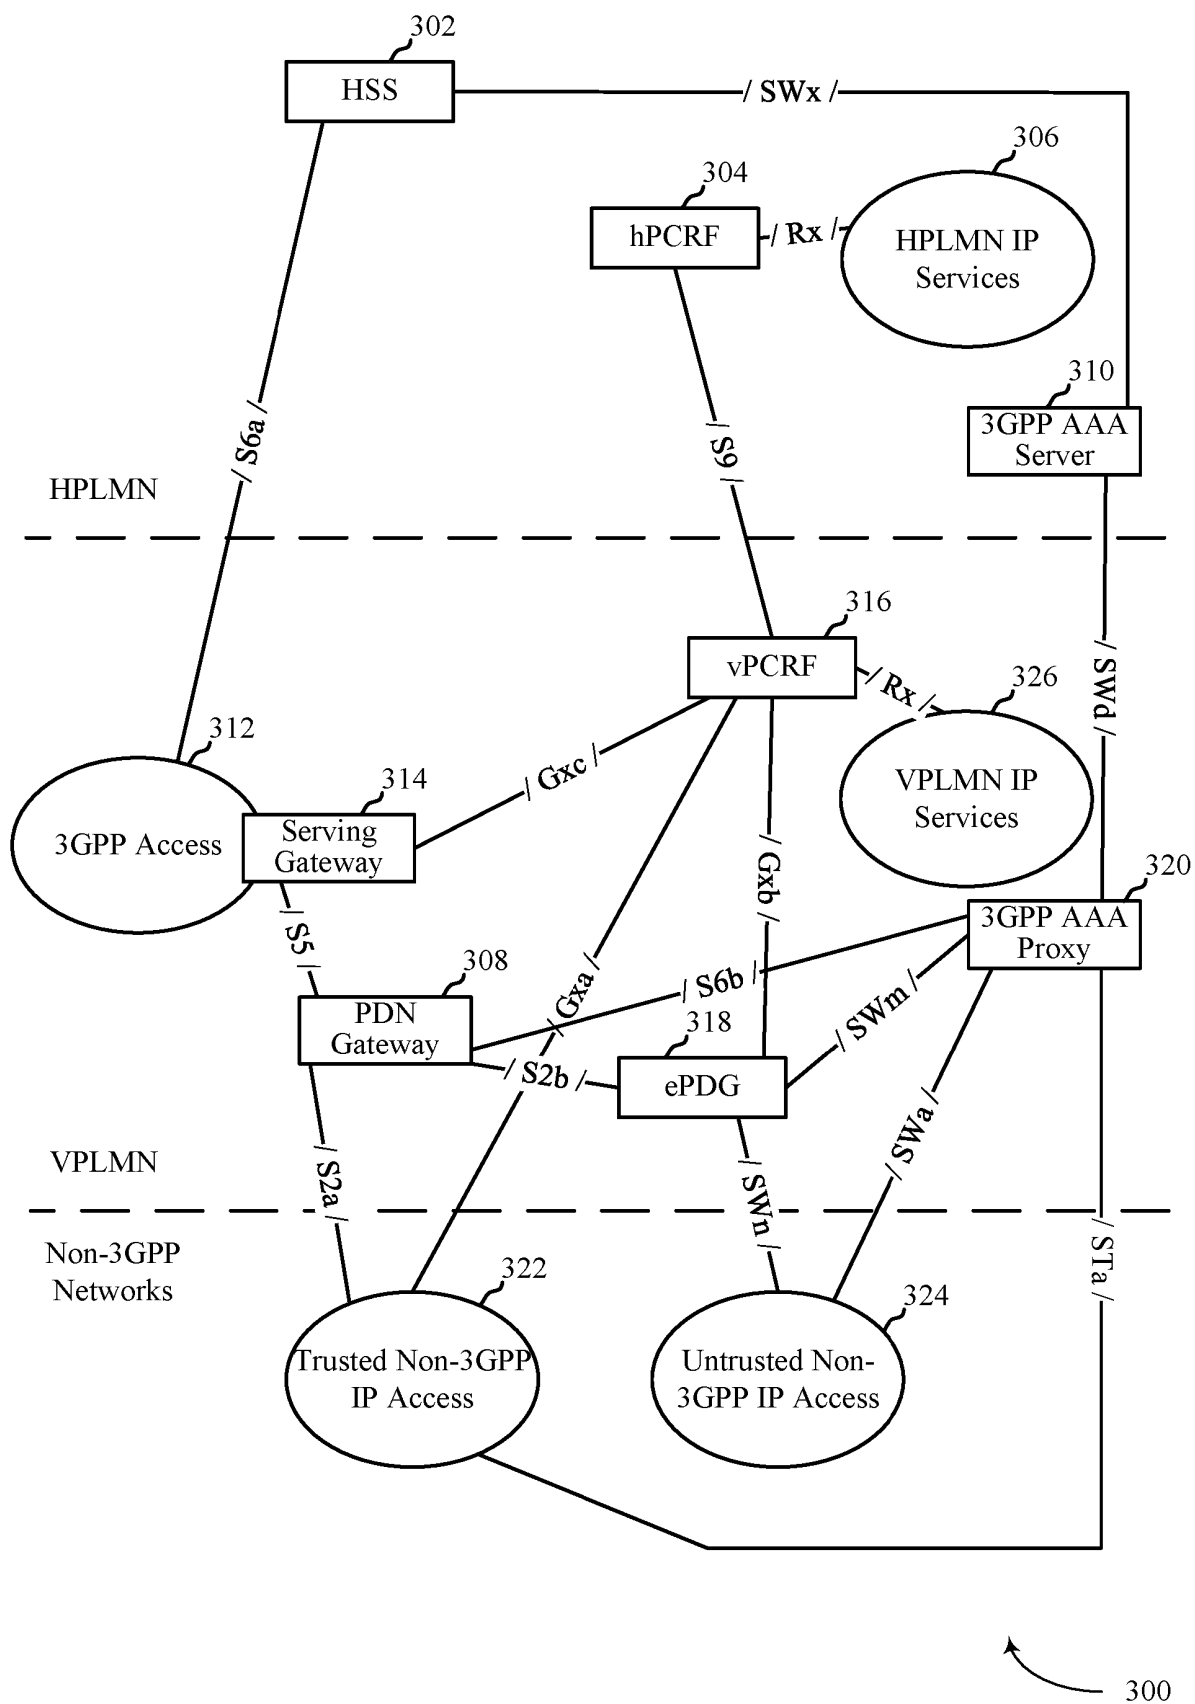 302
HSS
/ SWx /
306
304
hPCRF
/ Rx /
HPLMN IP
Services
310
3GPP AAA
Server
/ S6a /
/ S9 /
HPLMN
316
vPCRF
/ Rx /
326
/ SWd /
312
314
/ Gxc /
VPLMN IP
Services
3GPP Access
Serving
Gateway
/ Gxb /
320
3GPP AAA
Proxy
/ S5 /
308
/ Gxa /
/ S6b /
/ SWm /
PDN
Gateway
318
/ S2b /
ePDG
/ SWa /
VPLMN
/ S2a /
/ SWn /
/ STa /
Non-3GPP
Networks
322
324
Trusted Non-3GPP
IP Access
Untrusted Non-
3GPP IP Access
300